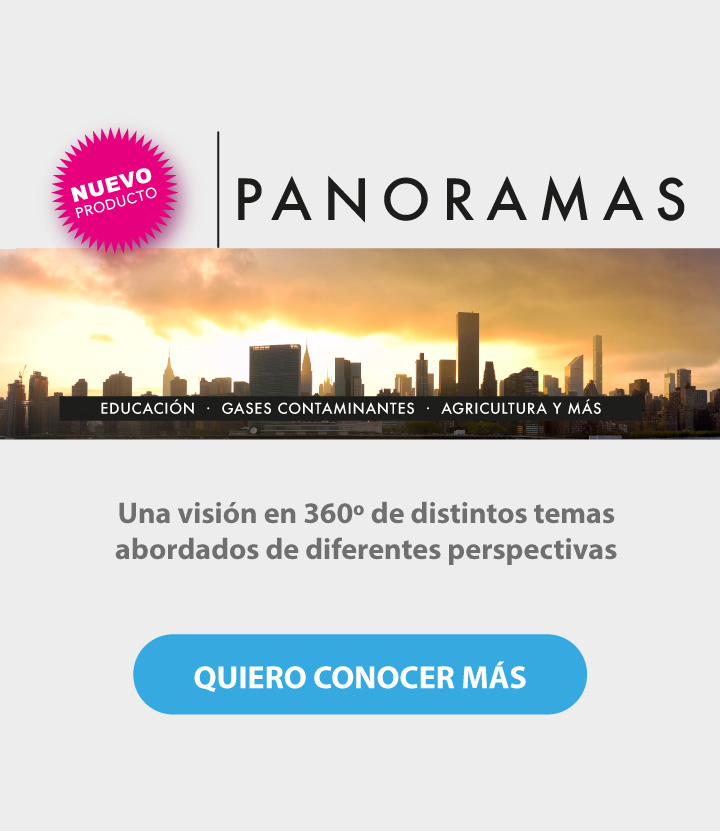 NUEVO
PRODUCTO
PANORAMAS
EDUCACIÓN · GASES CONTAMINANTES · AGRICULTURA Y MÁS
Una visión en 360º de distintos temas
abordados de diferentes perspectivas
QUIERO CONOCER MÁS